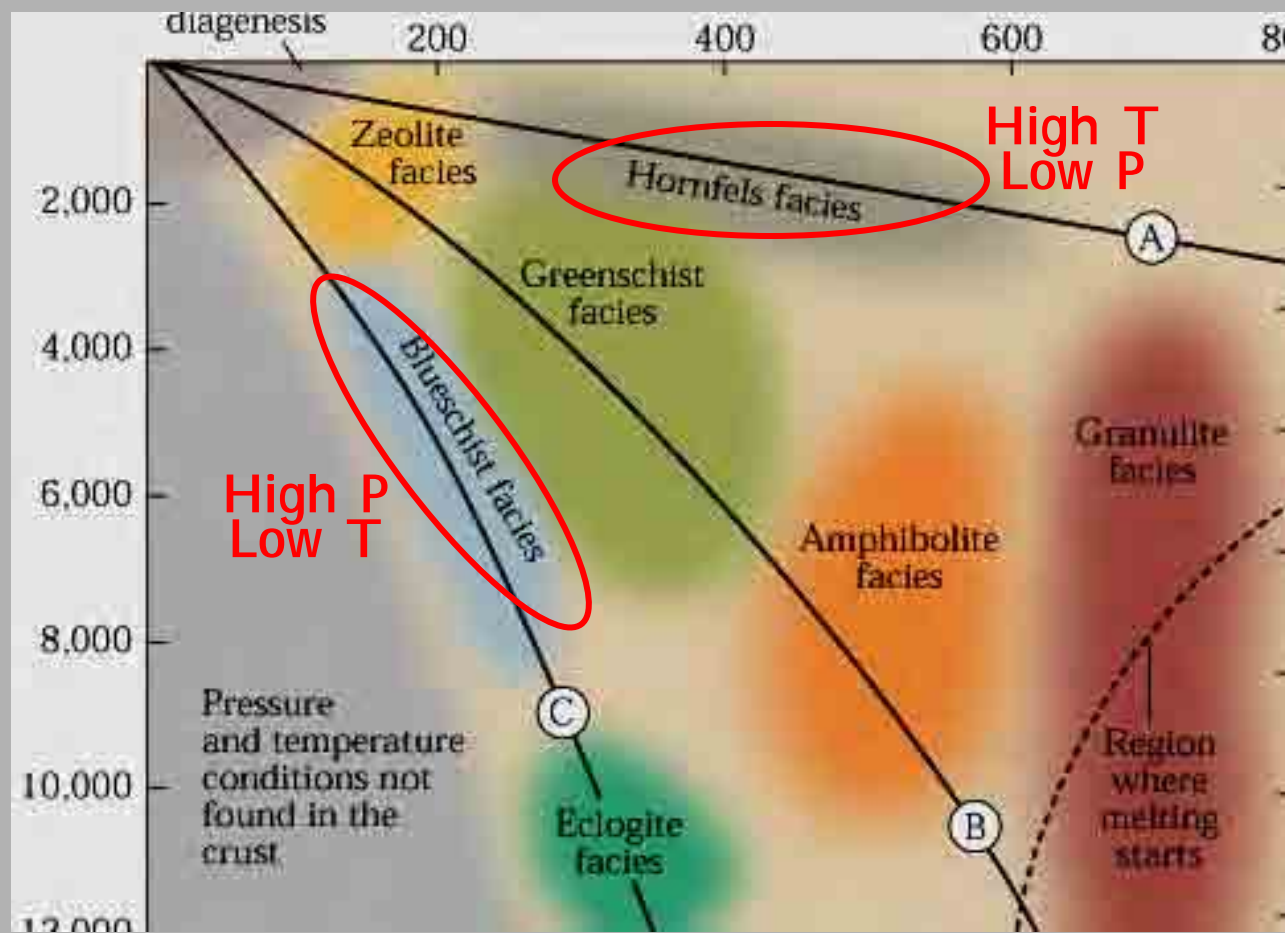 diagenesis
200
400
600
Zeolite
facies
Hornfels facies
High T
Low P
2,000
A
Greenschist
facies
4,000
Blueschist facies
Granulite
facies
6,000
High P
Low T
Amphibolite
facies
8,000
C
Pressure
and temperature
conditions not
found in the
crust
Region
where
melting
starts
10,000
Eclogite
facies
B
12,000